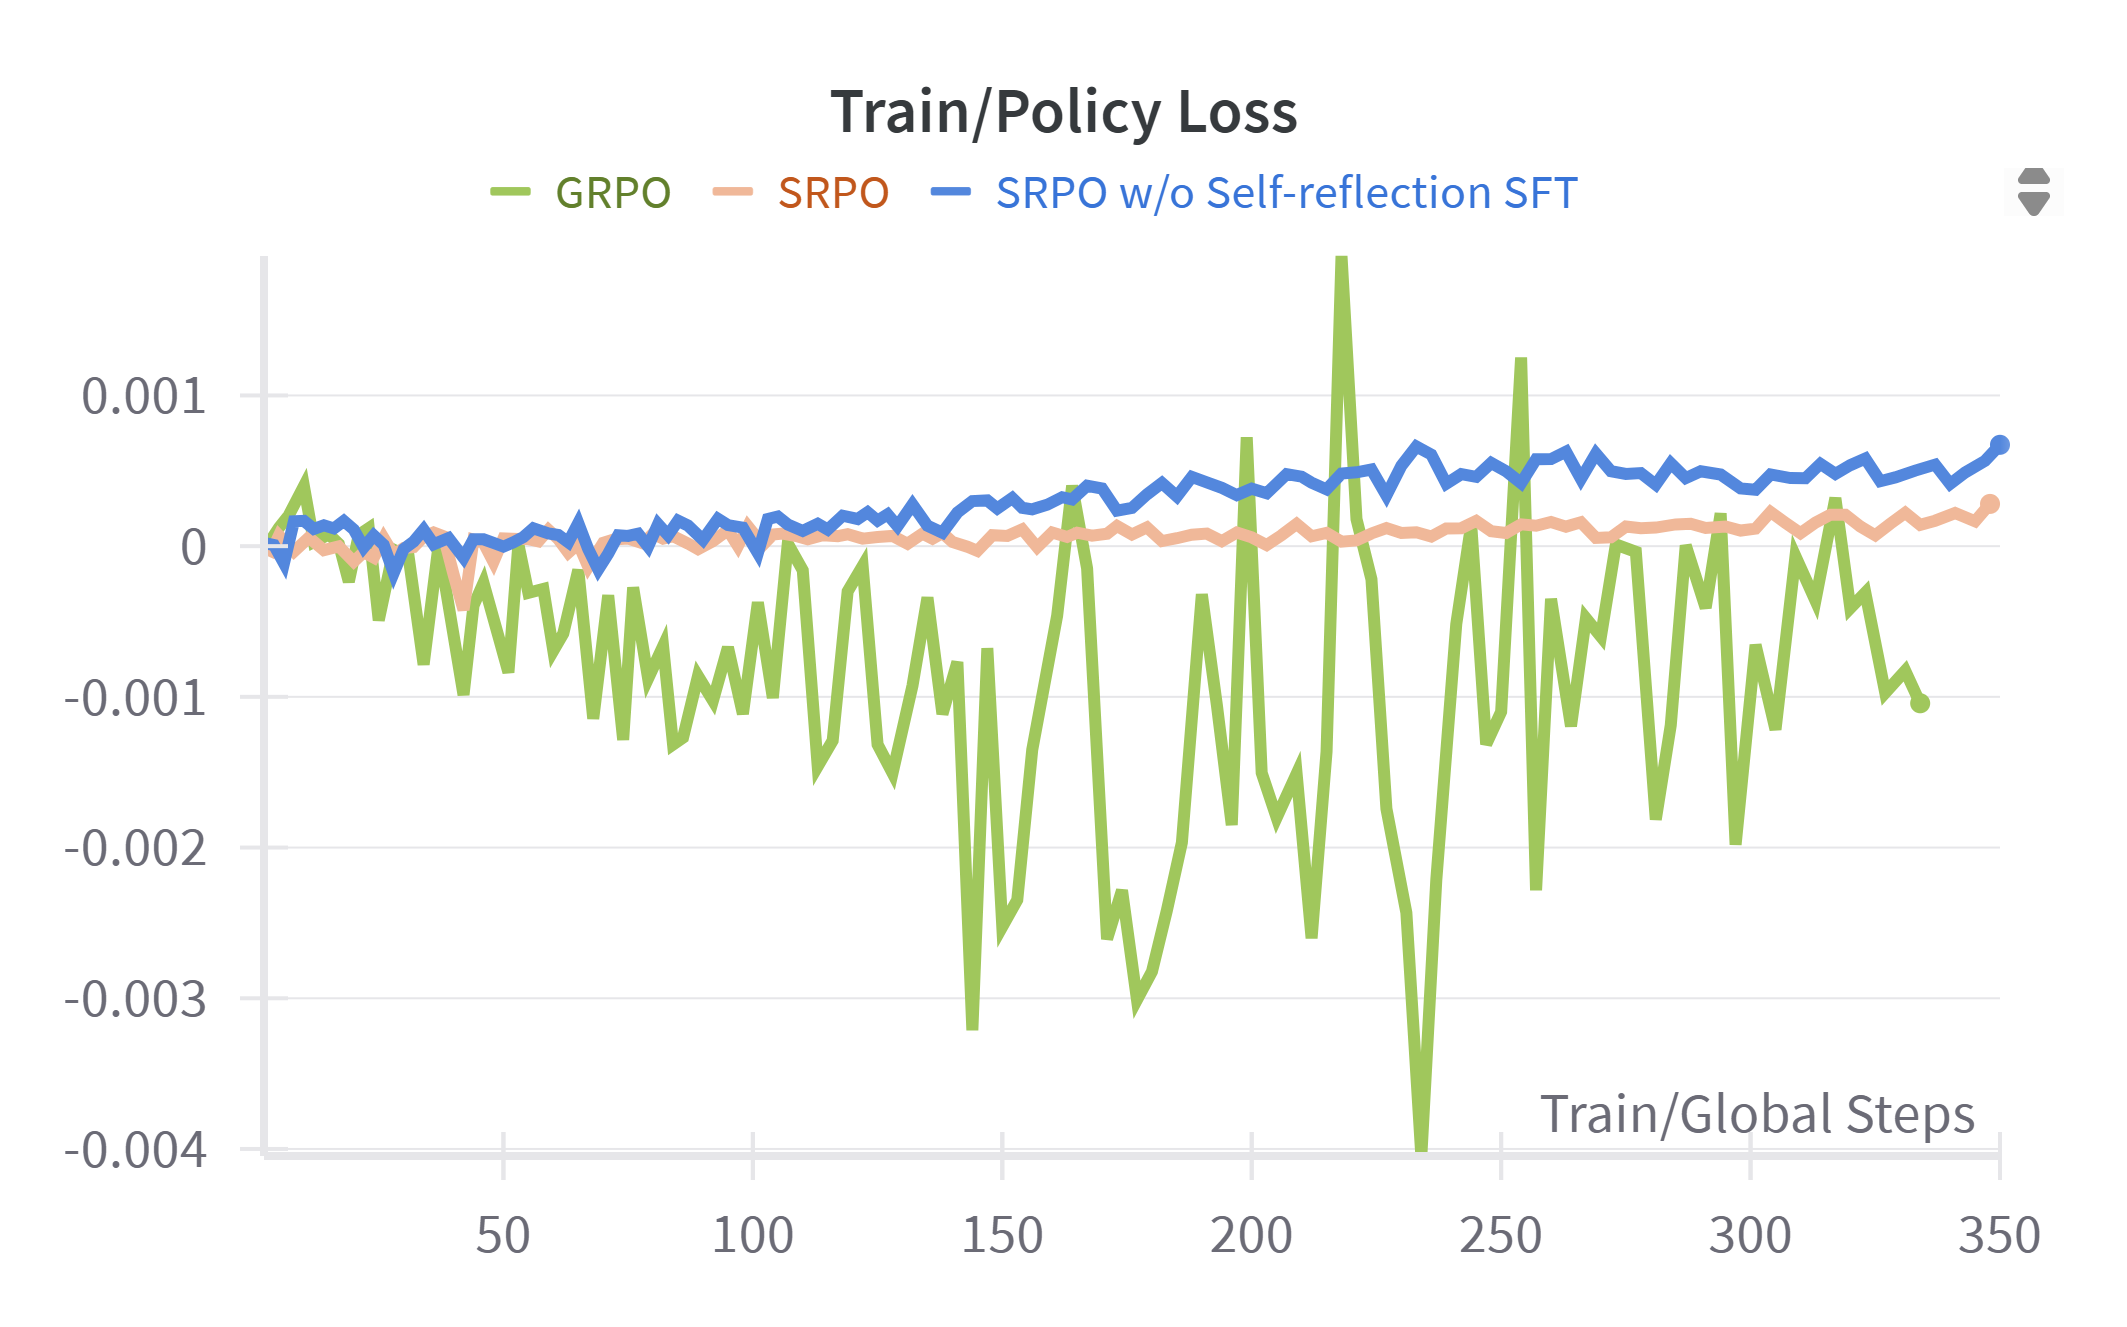 Train/Policy Loss
GRPO SRPO SRPO w/o Self-reflection SFT
0.001
0
-0.001
-0.002
-0.003
-0.004
Train/Global Steps
50 100 150 200 250 300 350